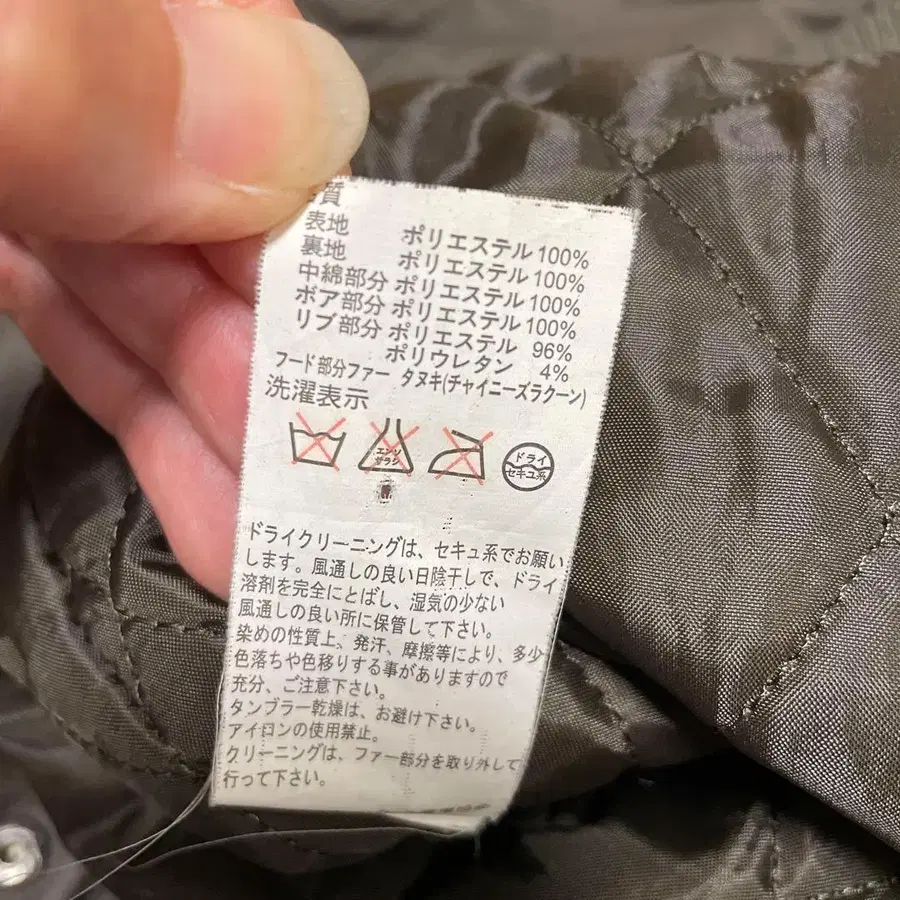 質
表地 ポリエステル 100%
裏地 ポリエステル 100%
中綿部分 ポリエステル 100%
ボア部分 ポリエステル 100%
リブ部分 ポリエステル 96%
ポリウレタン 4%
フード部分ファー タヌキ(チャイニーズラクーン)
洗濯表示
エンソ
サラシ
ドライ
セキユ系
ドライクリーニングは、セキュ系でお願い
します。風通しの良い日陰干しで、ドライ
溶剤を完全にとばし、湿気の少ない
風通しの良い所に保管して下さい。
染めの性質上、発汗、摩擦等により、多少
色落ちや色移りする事がありますので
充分、ご注意下さい。
タンブラー乾燥は、お避け下さい。
アイロンの使用禁止。
クリーニングは、ファー部分を取り外して
行って下さい。